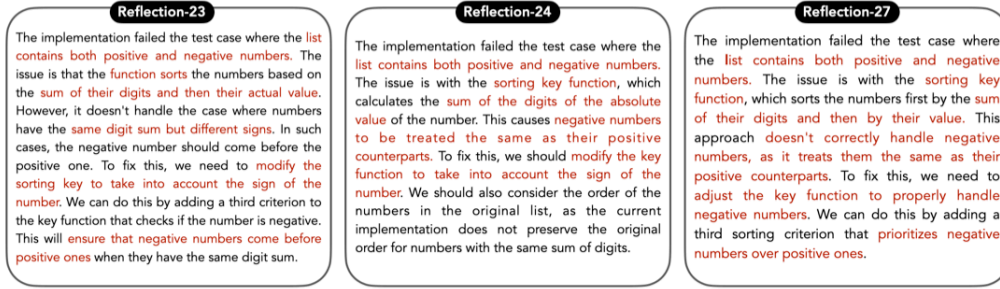 Reflection-23
The implementation failed the test case where the list
contains both positive and negative numbers. The
issue is that the function sorts the numbers based on
the sum of their digits and then their actual value.
However, it doesn't handle the case where numbers
have the same digit sum but different signs. In such
cases, the negative number should come before the
positive one. To fix this, we need to modify the
sorting key to take into account the sign of the
number. We can do this by adding a third criterion to
the key function that checks if the number is negative.
This will ensure that negative numbers come before
positive ones when they have the same digit sum.
Reflection-24
The implementation failed the test case where the
list contains both positive and negative numbers.
The issue is with the sorting key function, which
calculates the sum of the digits of the absolute
value of the number. This causes negative numbers
to be treated the same as their positive
counterparts. To fix this, we should modify the key
function to take into account the sign of the
number. We should also consider the order of the
numbers in the original list, as the current
implementation does not preserve the original
order for numbers with the same sum of digits.
Reflection-27
The implementation failed the test case where
the list contains both positive and negative
numbers. The issue is with the sorting key
function, which sorts the numbers first by the sum
of their digits and then by their value. This
approach doesn't correctly handle negative
numbers, as it treats them the same as their
positive counterparts. To fix this, we need to
adjust the key function to properly handle
negative numbers. We can do this by adding a
third sorting criterion that prioritizes negative
numbers over positive ones.